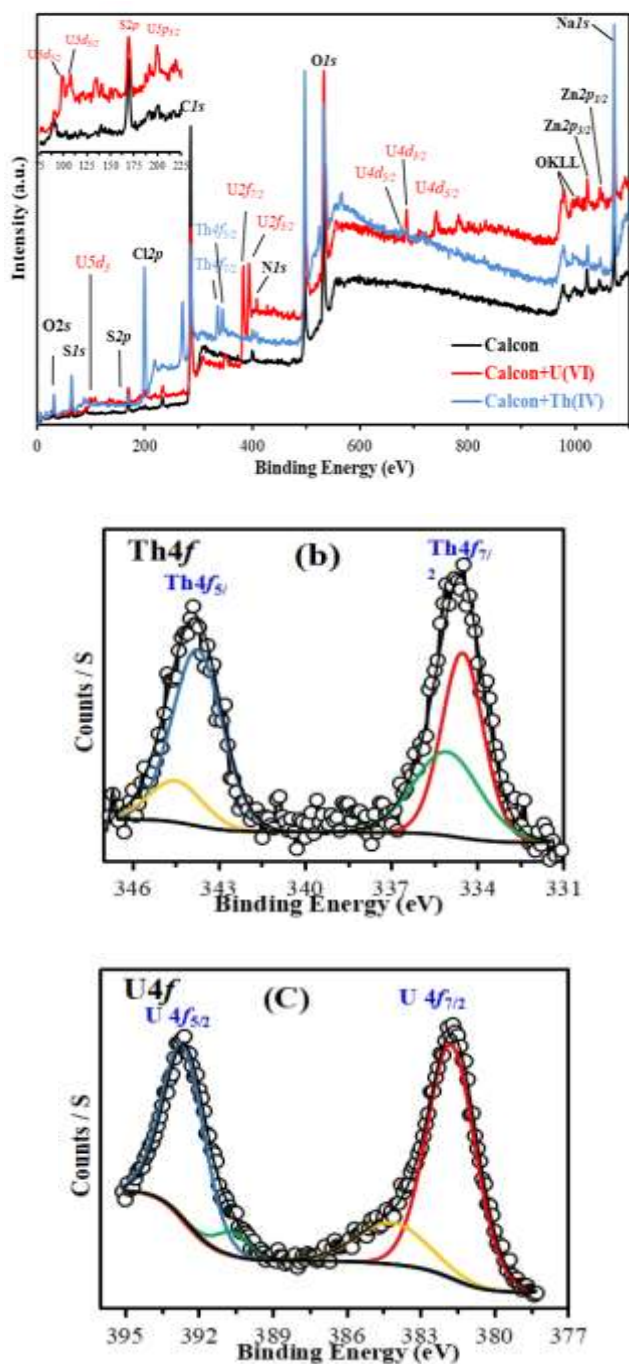 U5d5/2
U5d3/2
S2p
U5p3/2
75 100 125 150 175 200 225
C1s
O1s
Na1s
Zn2p1/2
Zn2p3/2
OKLL
U4d3/2
U4d5/2
U4d5/2
U2f7/2
U2f5/2
Th4f5/2
Th4f7/2
N1s
Cl2p
U5d5
O2s
S1s
S2p
Calcon
Calcon+U(VI)
Calcon+Th(IV)
Intensity (a.u.)
0 200 400 600 800 1000
Binding Energy (eV)
Th4f
(b)
Th4f7/
2
Th4f5/
Counts / S
346 343 340 337 334 331
Binding Energy (eV)
U4f
(C)
U 4f5/2
U 4f7/2
Counts / S
395 392 389 386 383 380 377
Binding Energy (eV)